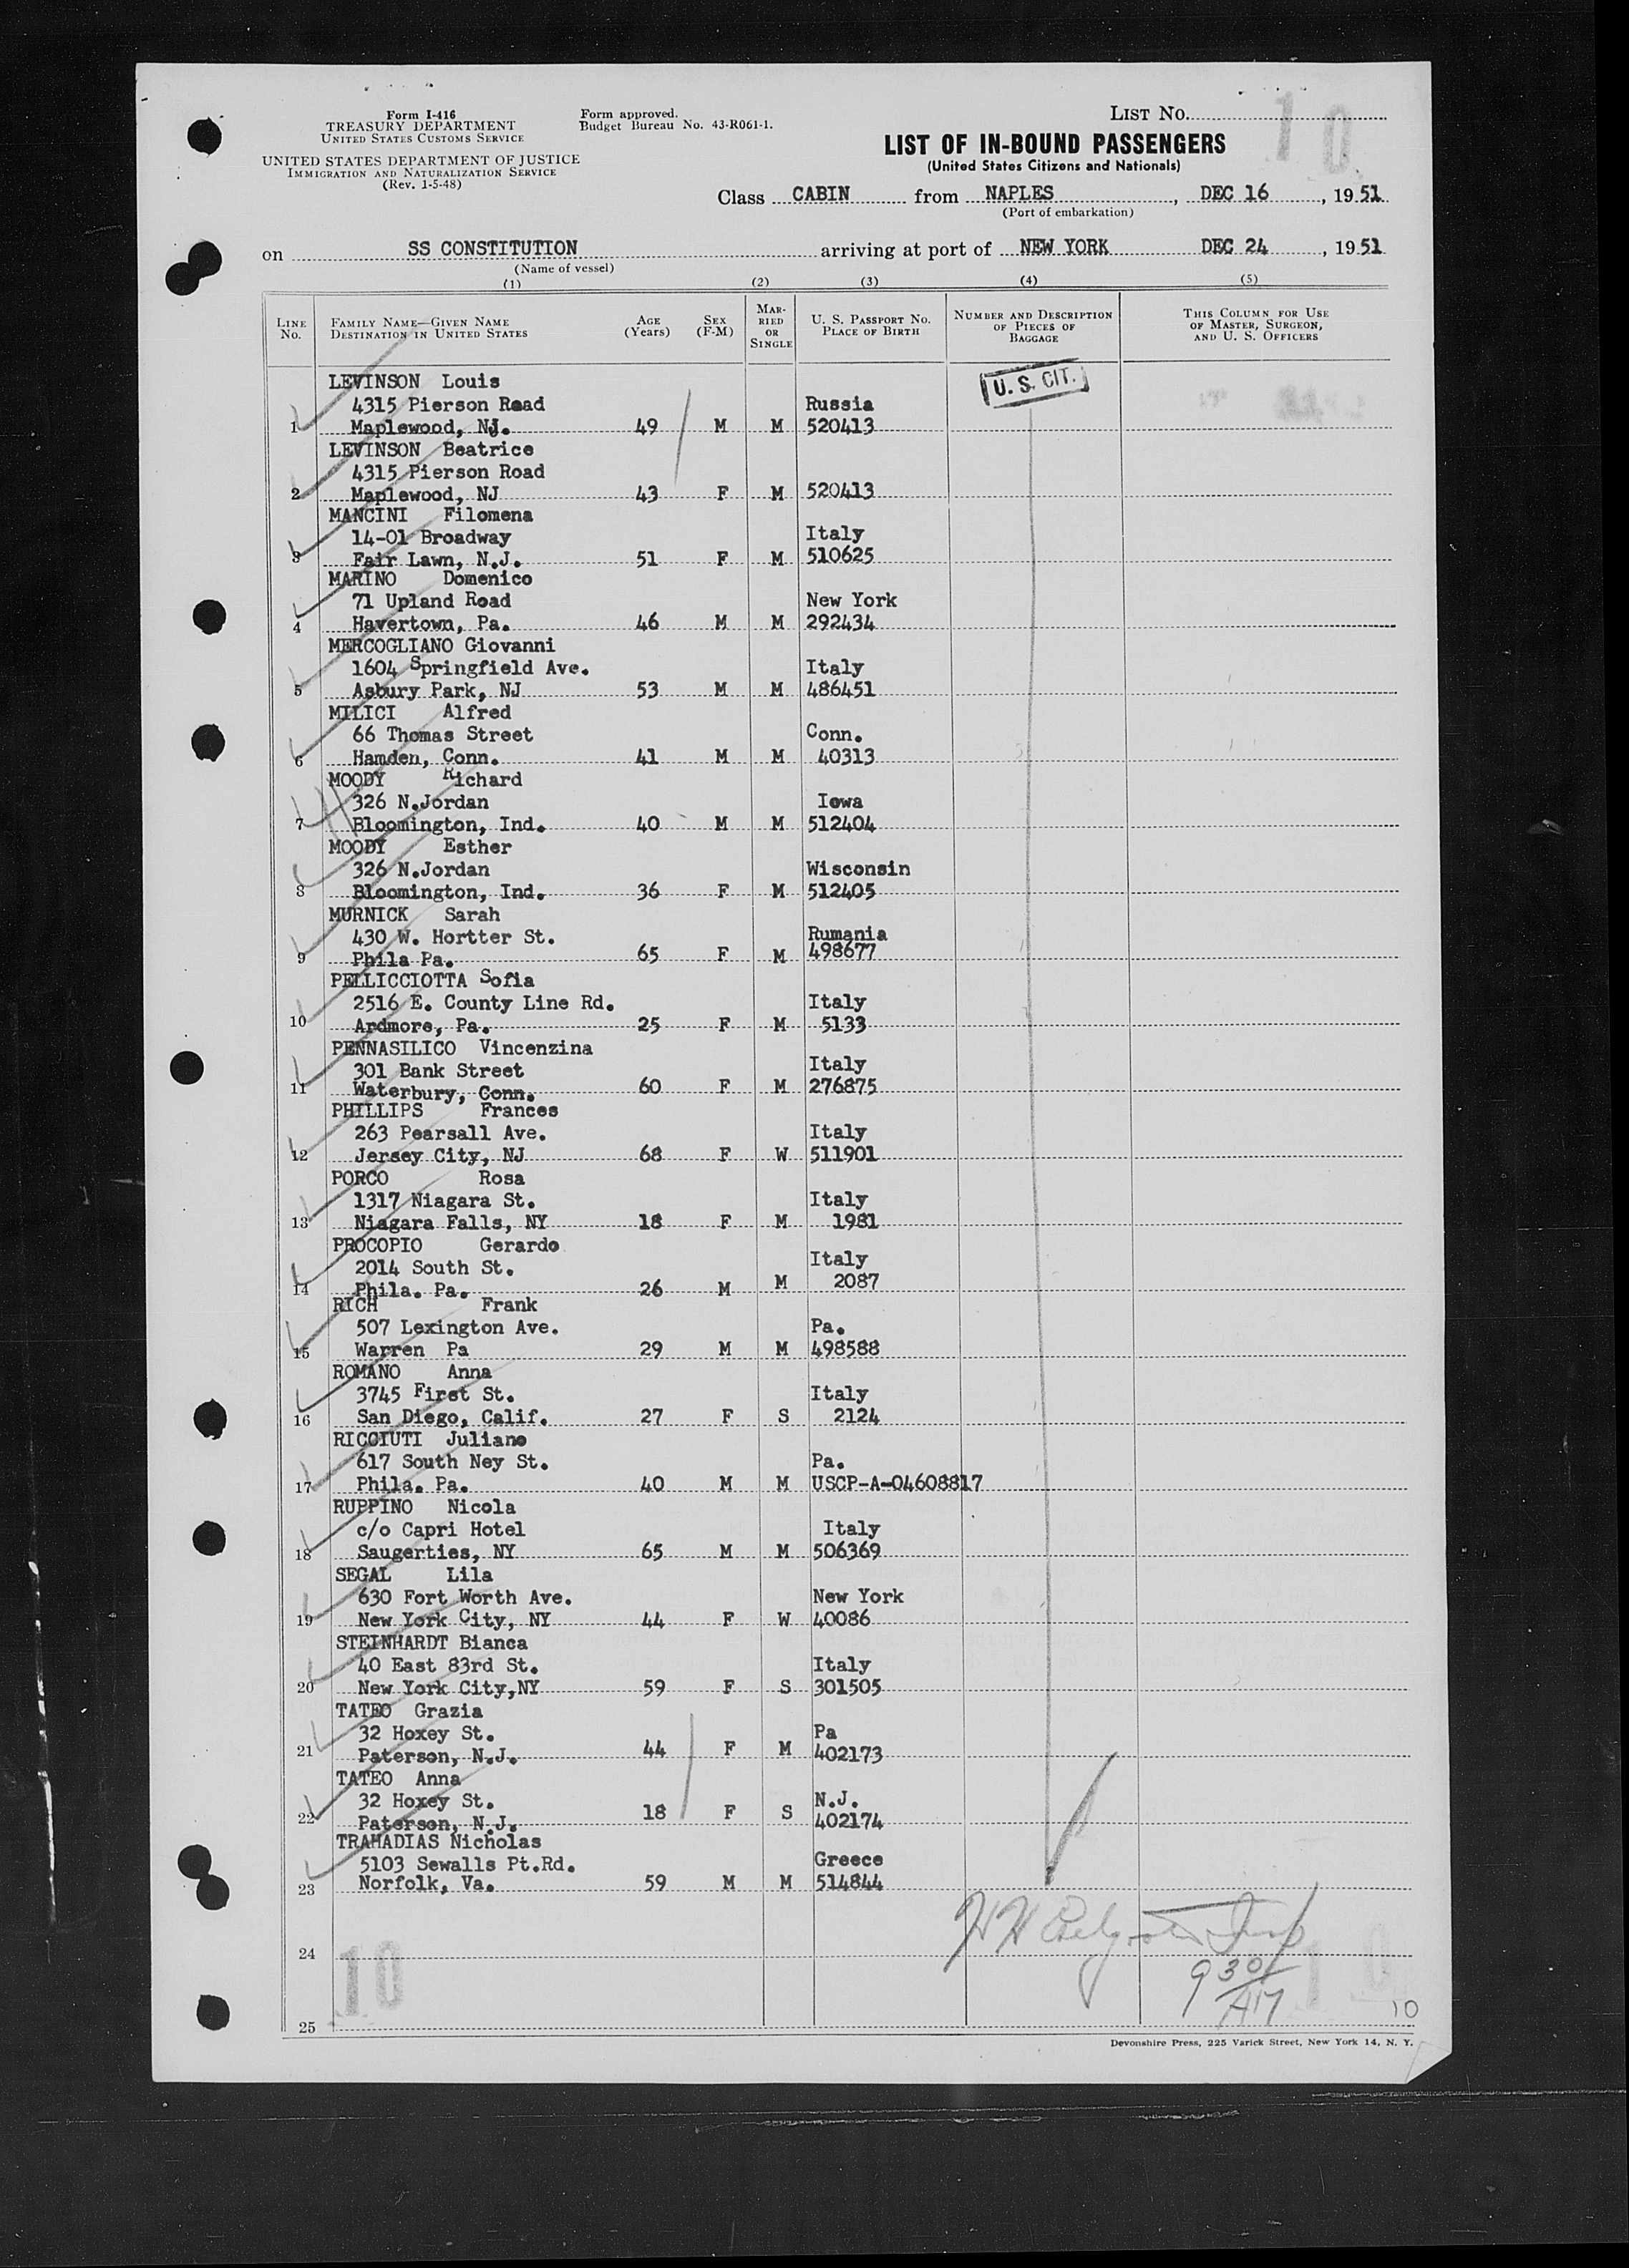 Form I-416
TREASURY DEPARTMENT
UNITED STATES CUSTOMS SERVICE
UNITED STATES DEPARTMENT OF JUSTICE
IMMIGRATION AND NATURALIZATION SERVICE
(Rev. 1-5-48)
Form approved.
Budget Bureau No. 43-R061-1.
LIST No. 10
LIST OF IN-BOUND PASSENGERS
(United States Citizens and Nationals)
Class CABIN from NAPLES, DEC 16, 1951
(Port of embarkation)
on SS CONSTITUTION arriving at port of NEW YORK DEC 24, 1951
(Name of vessel)
(1) (2) (3) (4) (5)
LINE No. FAMILY NAME—GIVEN NAME DESTINATION IN UNITED STATES AGE (Years) SEX (F-M) MARRIED OR SINGLE U. S. PASSPORT NO. PLACE OF BIRTH NUMBER AND DESCRIPTION OF PIECES OF BAGGAGE THIS COLUMN FOR USE OF MASTER, SURGEON, AND U. S. OFFICERS
LEVINSON Louis U. S. CIT.
4315 Pierson Road Russia
1 Maplewood, NJ. 49 M M 520413
LEVINSON Beatrice
4315 Pierson Road
2 Maplewood, NJ 43 F M 520413
MANCINI Filomena
14-01 Broadway Italy
3 Fair Lawn, N.J. 51 F M 510625
MARINO Domenico
71 Upland Road New York
4 Havertown, Pa. 46 M M 292434
MERCOGLIANO Giovanni
1604 Springfield Ave. Italy
5 Asbury Park, NJ 53 M M 486451
MILICI Alfred
66 Thomas Street Conn.
6 Hamden, Conn. 41 M M 40313
MOODY Richard
326 N.Jordan Iowa
7 Bloomington, Ind. 40 M M 512404
MOODY Esther
326 N.Jordan Wisconsin
8 Bloomington, Ind. 36 F M 512405
MURNICK Sarah
430 W. Hortter St. Rumania
9 Phila Pa. 65 F M 498677
PELLICCIOTTA Sofia
2516 E. County Line Rd. Italy
10 Ardmore, Pa. 25 F M 5133
PENNASILICO Vincenzina
301 Bank Street Italy
11 Waterbury, Conn. 60 F M 276875
PHILLIPS Frances
263 Pearsall Ave. Italy
12 Jersey City, NJ 68 F W 511901
PORCO Rosa
1317 Niagara St. Italy
13 Niagara Falls, NY 18 F M 1981
PROCOPIO Gerardo
2014 South St. Italy
14 Phila. Pa. 26 M M 2087
RICH Frank
507 Lexington Ave. Pa.
15 Warren Pa 29 M M 498588
ROMANO Anna
3745 First St. Italy
16 San Diego, Calif. 27 F S 2124
RICCIUTI Juliano
617 South Ney St. Pa.
17 Phila. Pa. 40 M M USCP-A-04608817
RUPPINO Nicola
c/o Capri Hotel Italy
18 Saugerties, NY 65 M M 506369
SEGAL Lila
630 Fort Worth Ave. New York
19 New York City, NY 44 F W 40086
STEINHARDT Bianca
40 East 83rd St. Italy
20 New York City,NY 59 F S 301505
TATEO Grazia
32 Hoxey St. Pa
21 Paterson, N.J. 44 F M 402173
TATEO Anna
32 Hoxey St. N.J.
22 Paterson, N.J. 18 F S 402174
TRAHADIAS Nicholas
5103 Sewalls Pt.Rd. Greece
23 Norfolk, Va. 59 M M 514844
24
10 930 10
25 10
Devonshire Press, 225 Varick Street, New York 14, N. Y.